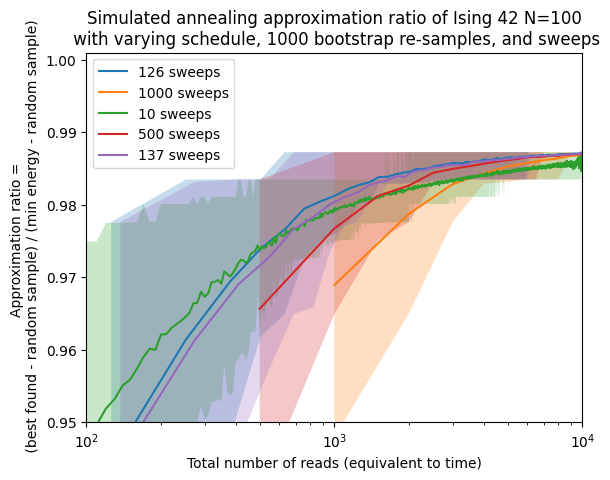 Simulated annealing approximation ratio of Ising 42 N=100
with varying schedule, 1000 bootstrap re-samples, and sweeps
Approximation ratio =
(best found - random sample) / (min energy - random sample)
1.00
0.99
0.98
0.97
0.96
0.95
126 sweeps
1000 sweeps
10 sweeps
500 sweeps
137 sweeps
10²
10³
10⁴
Total number of reads (equivalent to time)